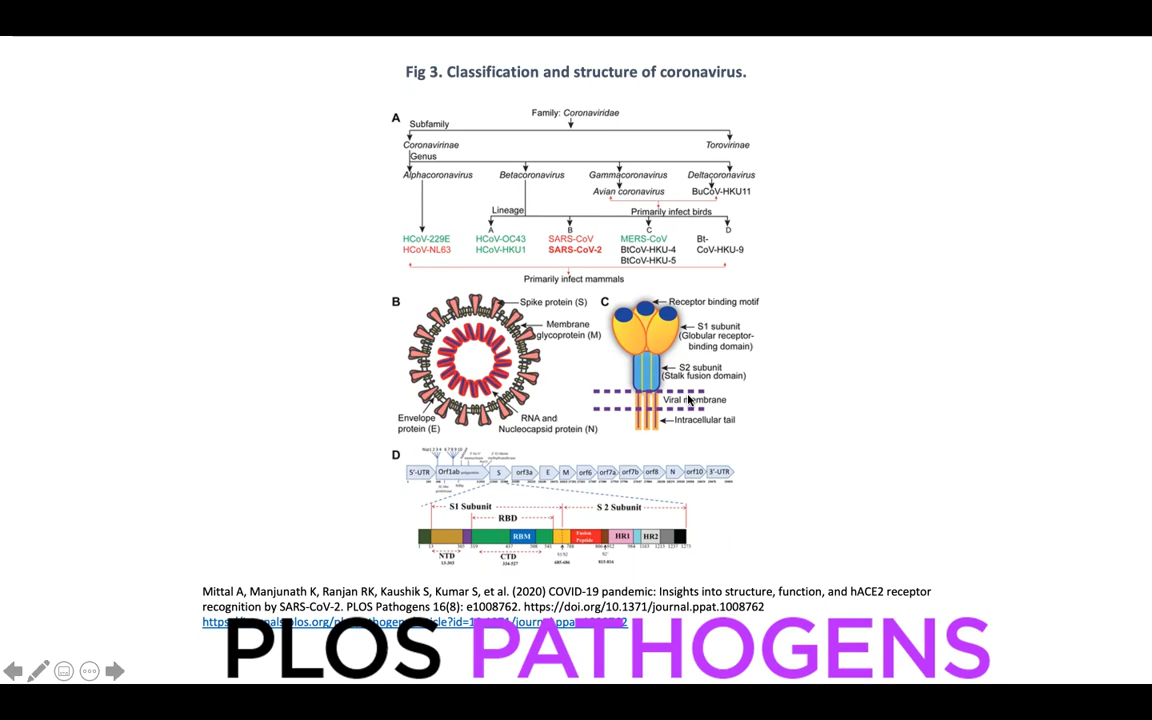 Fig 3. Classification and structure of coronavirus.
A
Family: Coronaviridae
Subfamily
Coronavirinae
Torovirinae
Genus
Alphacoronavirus
Betacoronavirus
Gammacoronavirus
Deltacoronavirus
Avian coronavirus
BuCoV-HKU11
Lineage
Primarily infect birds
A
B
C
D
HCoV-229E
HCoV-OC43
SARS-CoV
MERS-CoV
Bt-
HCoV-NL63
HCoV-HKU1
SARS-CoV-2
BtCoV-HKU-4
CoV-HKU-9
BtCoV-HKU-5
Primarily infect mammals
B
Spike protein (S)
Membrane
glycoprotein (M)
Envelope
protein (E)
RNA and
Nucleocapsid protein (N)
C
Receptor binding motif
S1 subunit
(Globular receptor-
binding domain)
S2 subunit
(Stalk fusion domain)
Viral membrane
Intracellular tail
D
5'-UTR
Orf1ab
S
orf3a
E
M
orf6
orf7a
orf7b
orf8
N
orf10
3'-UTR
S1 Subunit
S 2 Subunit
RBD
RBM
Fusion
Peptide
HR1
HR2
NTD
CTD
Mittal A, Manjunath K, Ranjan RK, Kaushik S, Kumar S, et al. (2020) COVID-19 pandemic: Insights into structure, function, and hACE2 receptor
recognition by SARS-CoV-2. PLOS Pathogens 16(8): e1008762. https://doi.org/10.1371/journal.ppat.1008762
PLOS PATHOGENS